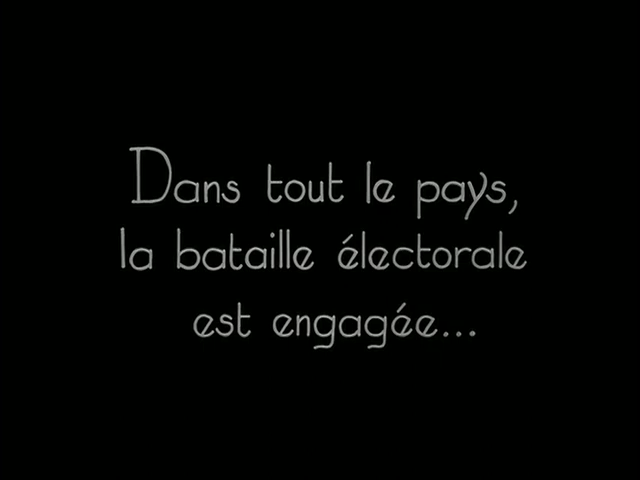 Dans tout le pays,
la bataille électorale
est engagée...